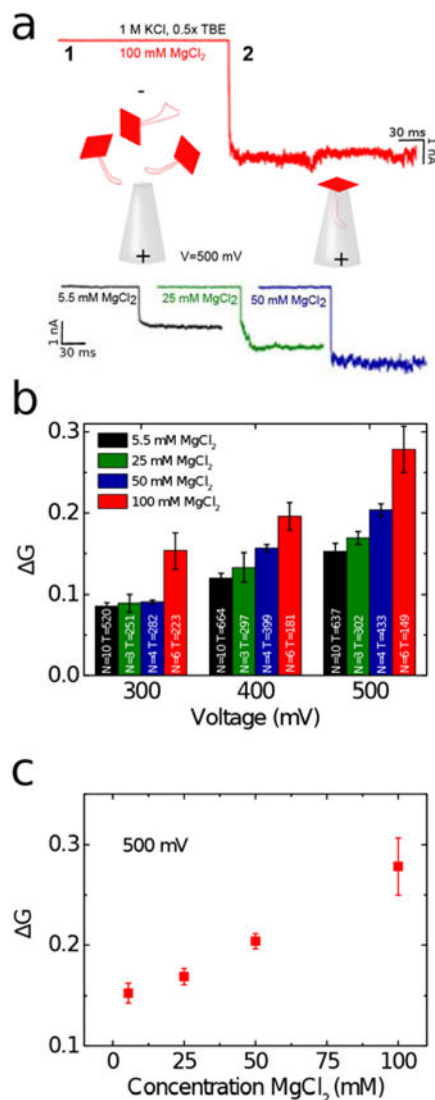 a
1 M KCl, 0.5x TBE
1 100 mM MgCl2 2
-
30 ms
1 nA
+ V=500 mV +
5.5 mM MgCl2 25 mM MgCl2 50 mM MgCl2
1 nA
30 ms
b
0.3
0.2
0.1
0.0
ΔG
5.5 mM MgCl2
25 mM MgCl2
50 mM MgCl2
100 mM MgCl2
N=10 T=520
N=3 T=251
N=4 T=282
N=6 T=223
N=10 T=664
N=3 T=297
N=4 T=399
N=6 T=181
N=10 T=637
N=3 T=302
N=4 T=433
N=6 T=149
300 400 500
Voltage (mV)
c
500 mV
0.3
0.2
0.1
ΔG
0 25 50 75 100
Concentration MgCl2 (mM)